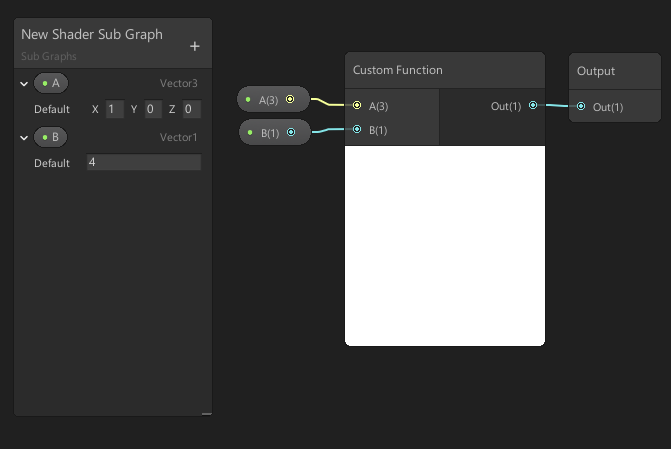 New Shader Sub Graph
+
Sub Graphs
A Vector3
Default X 1 Y 0 Z 0
B Vector1
Default 4
A(3)
B(1)
Custom Function
A(3) Out(1)
B(1)
Output
Out(1)